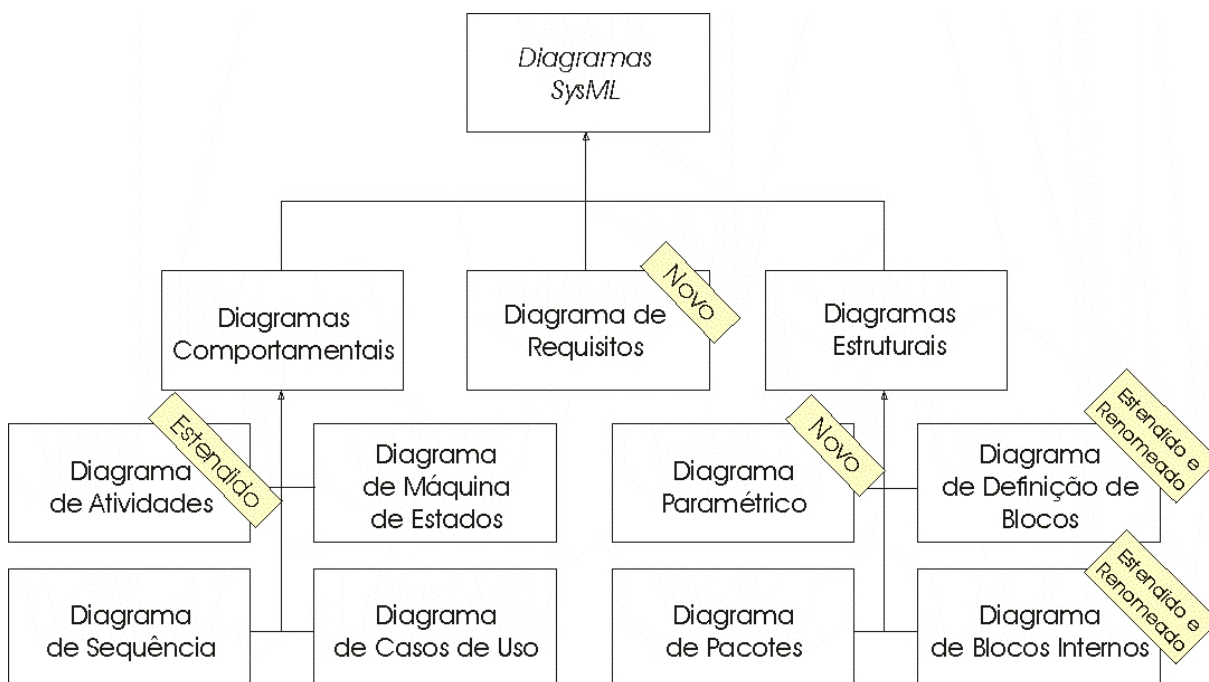 Diagramas
SysML
Diagramas
Comportamentais
Diagrama de
Requisitos
Novo
Diagramas
Estruturais
Diagrama
de Atividades
Estendido
Diagrama
de Máquina
de Estados
Diagrama
Paramétrico
Novo
Diagrama
de Definição de
Blocos
Estendido e
Renomeado
Diagrama
de Sequência
Diagrama
de Casos de Uso
Diagrama
de Pacotes
Diagrama
de Blocos Internos
Estendido e
Renomeado